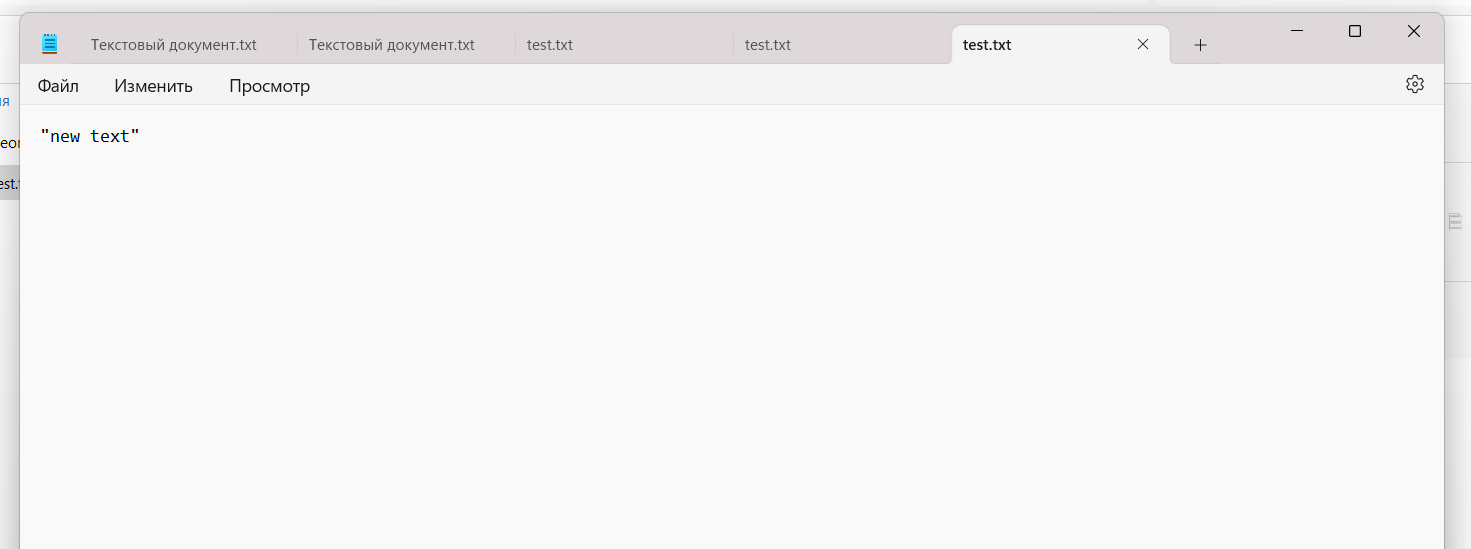 Текстовый документ.txt
Текстовый документ.txt
test.txt
test.txt
test.txt
Файл
Изменить
Просмотр
"new text"